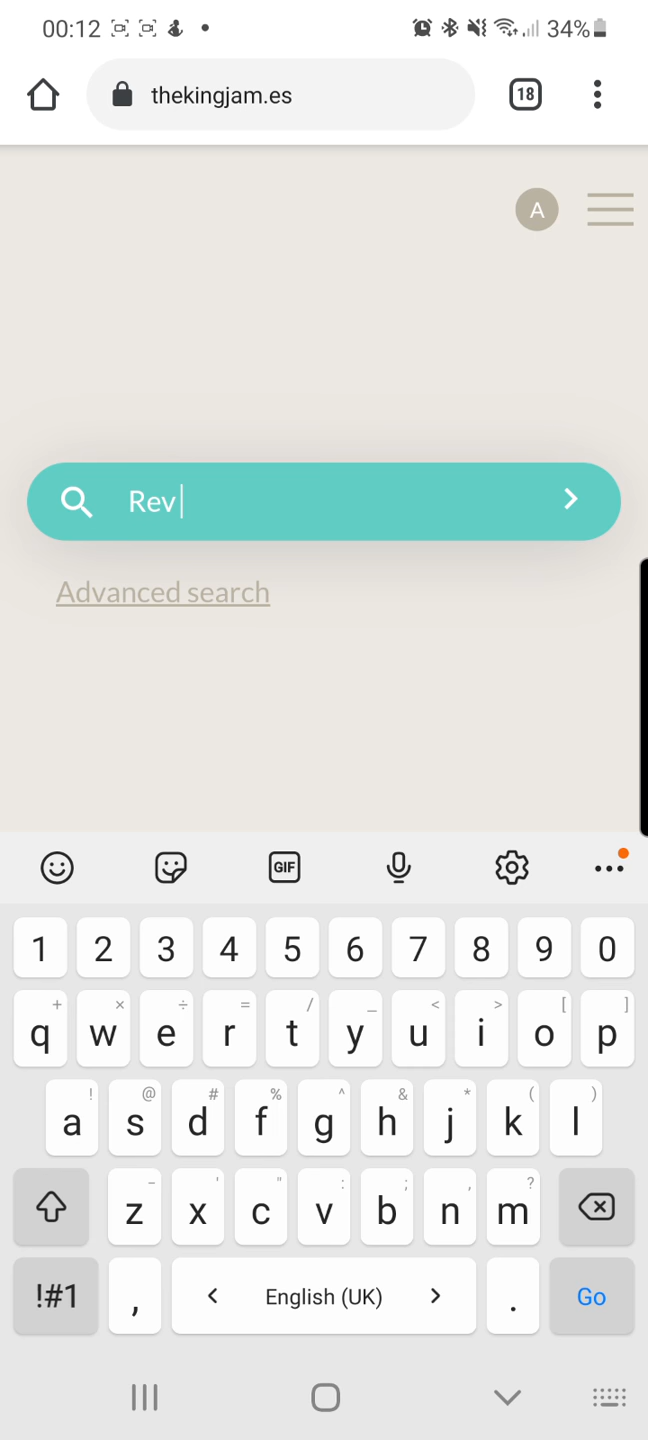 00:12 34%
thekingjam.es 18
A
Rev
Advanced search
GIF
1 2 3 4 5 6 7 8 9 0
+ × ÷ = / _ < > [ ]
q w e r t y u i o p
! @ # % ^ & * ( )
a s d f g h j k l
- ' " : ; , ?
z x c v b n m
!#1 , < English (UK) > . Go